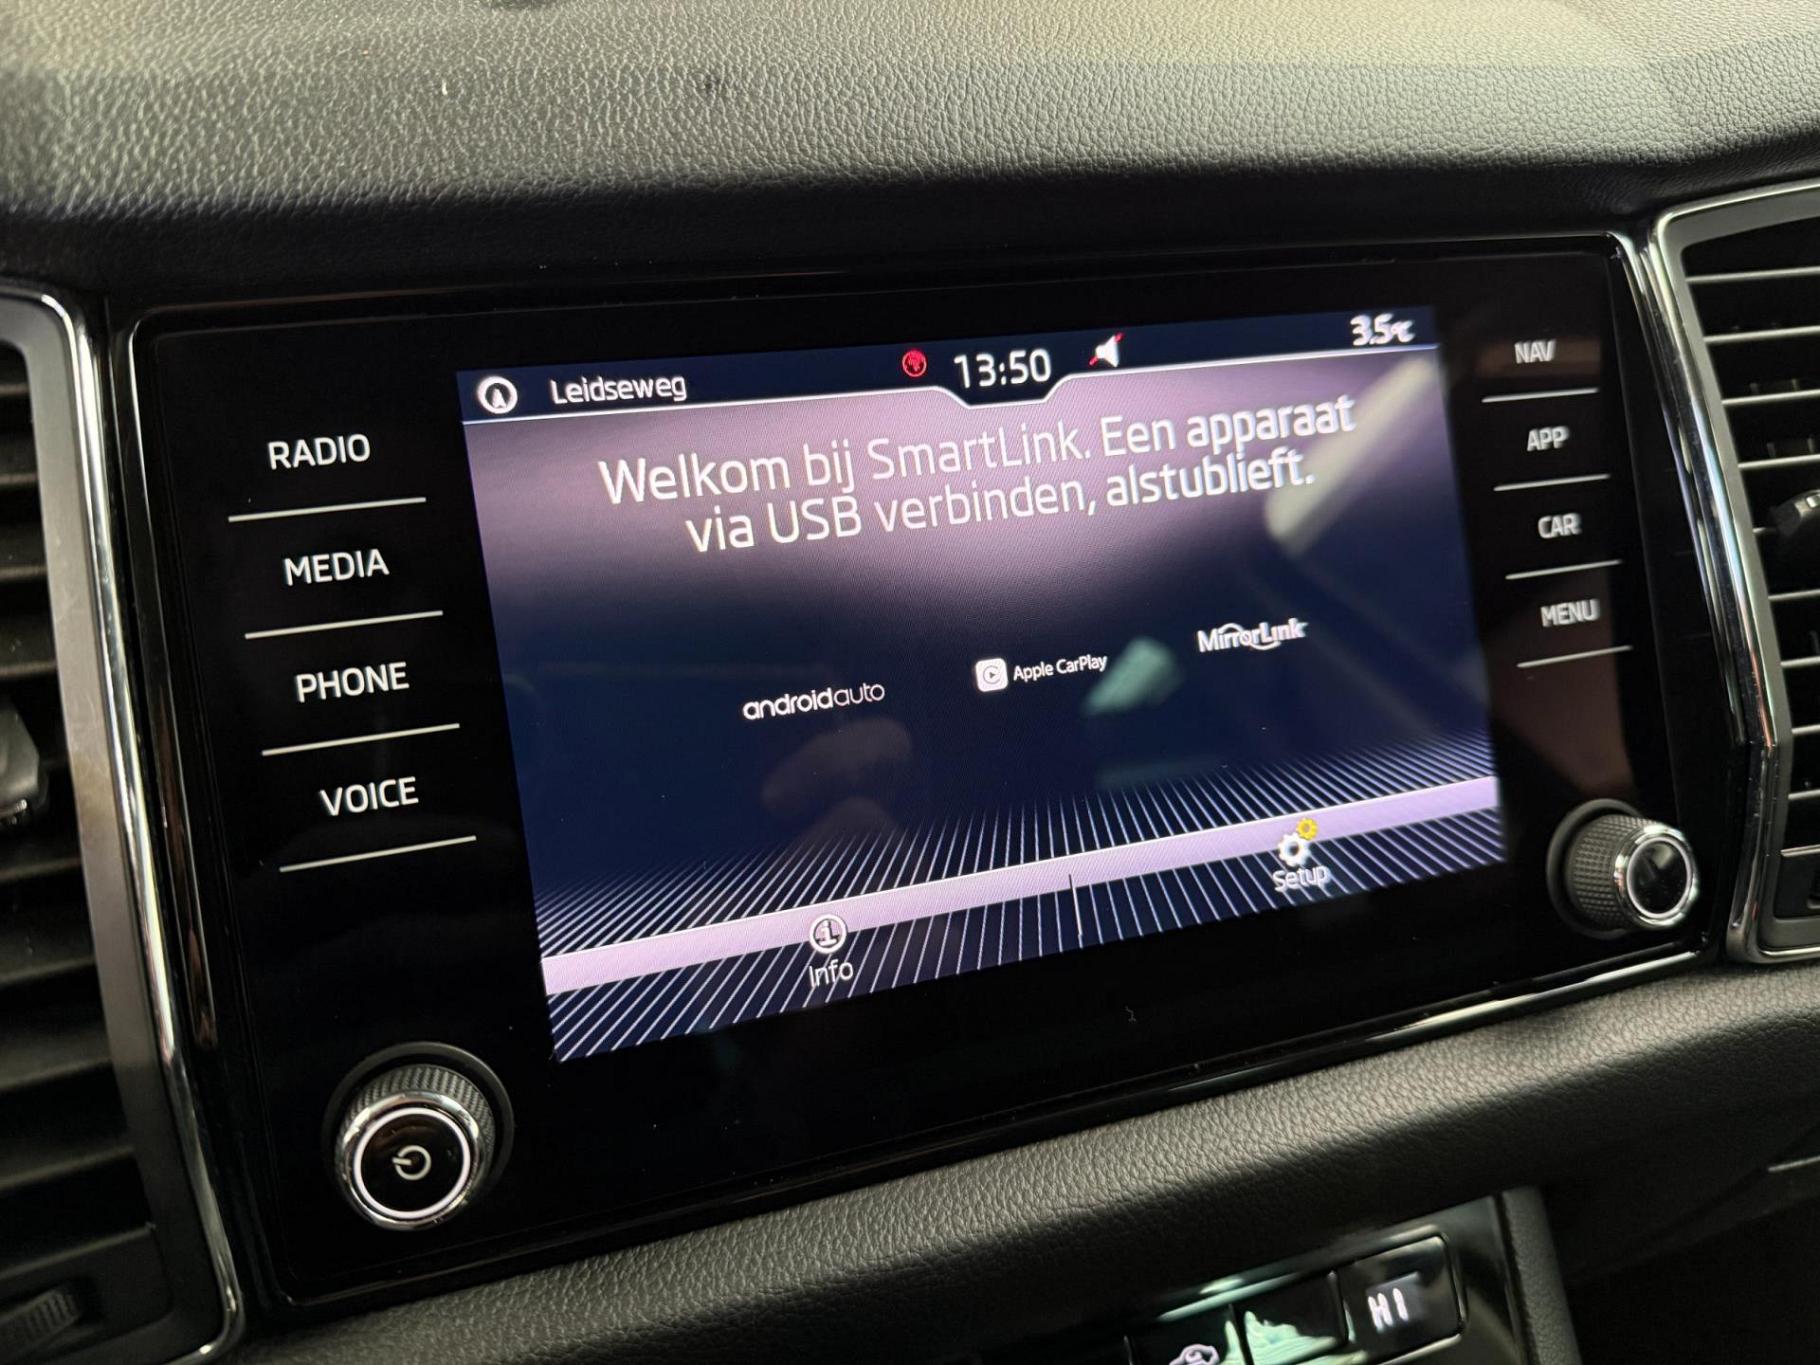 Leidseweg
13:50
3.5°C
Welkom bij SmartLink. Een apparaat
via USB verbinden, alstublieft.
androidauto
Apple CarPlay
MirrorLink
Info
Setup
RADIO
MEDIA
PHONE
VOICE
NAV
APP
CAR
MENU
HI